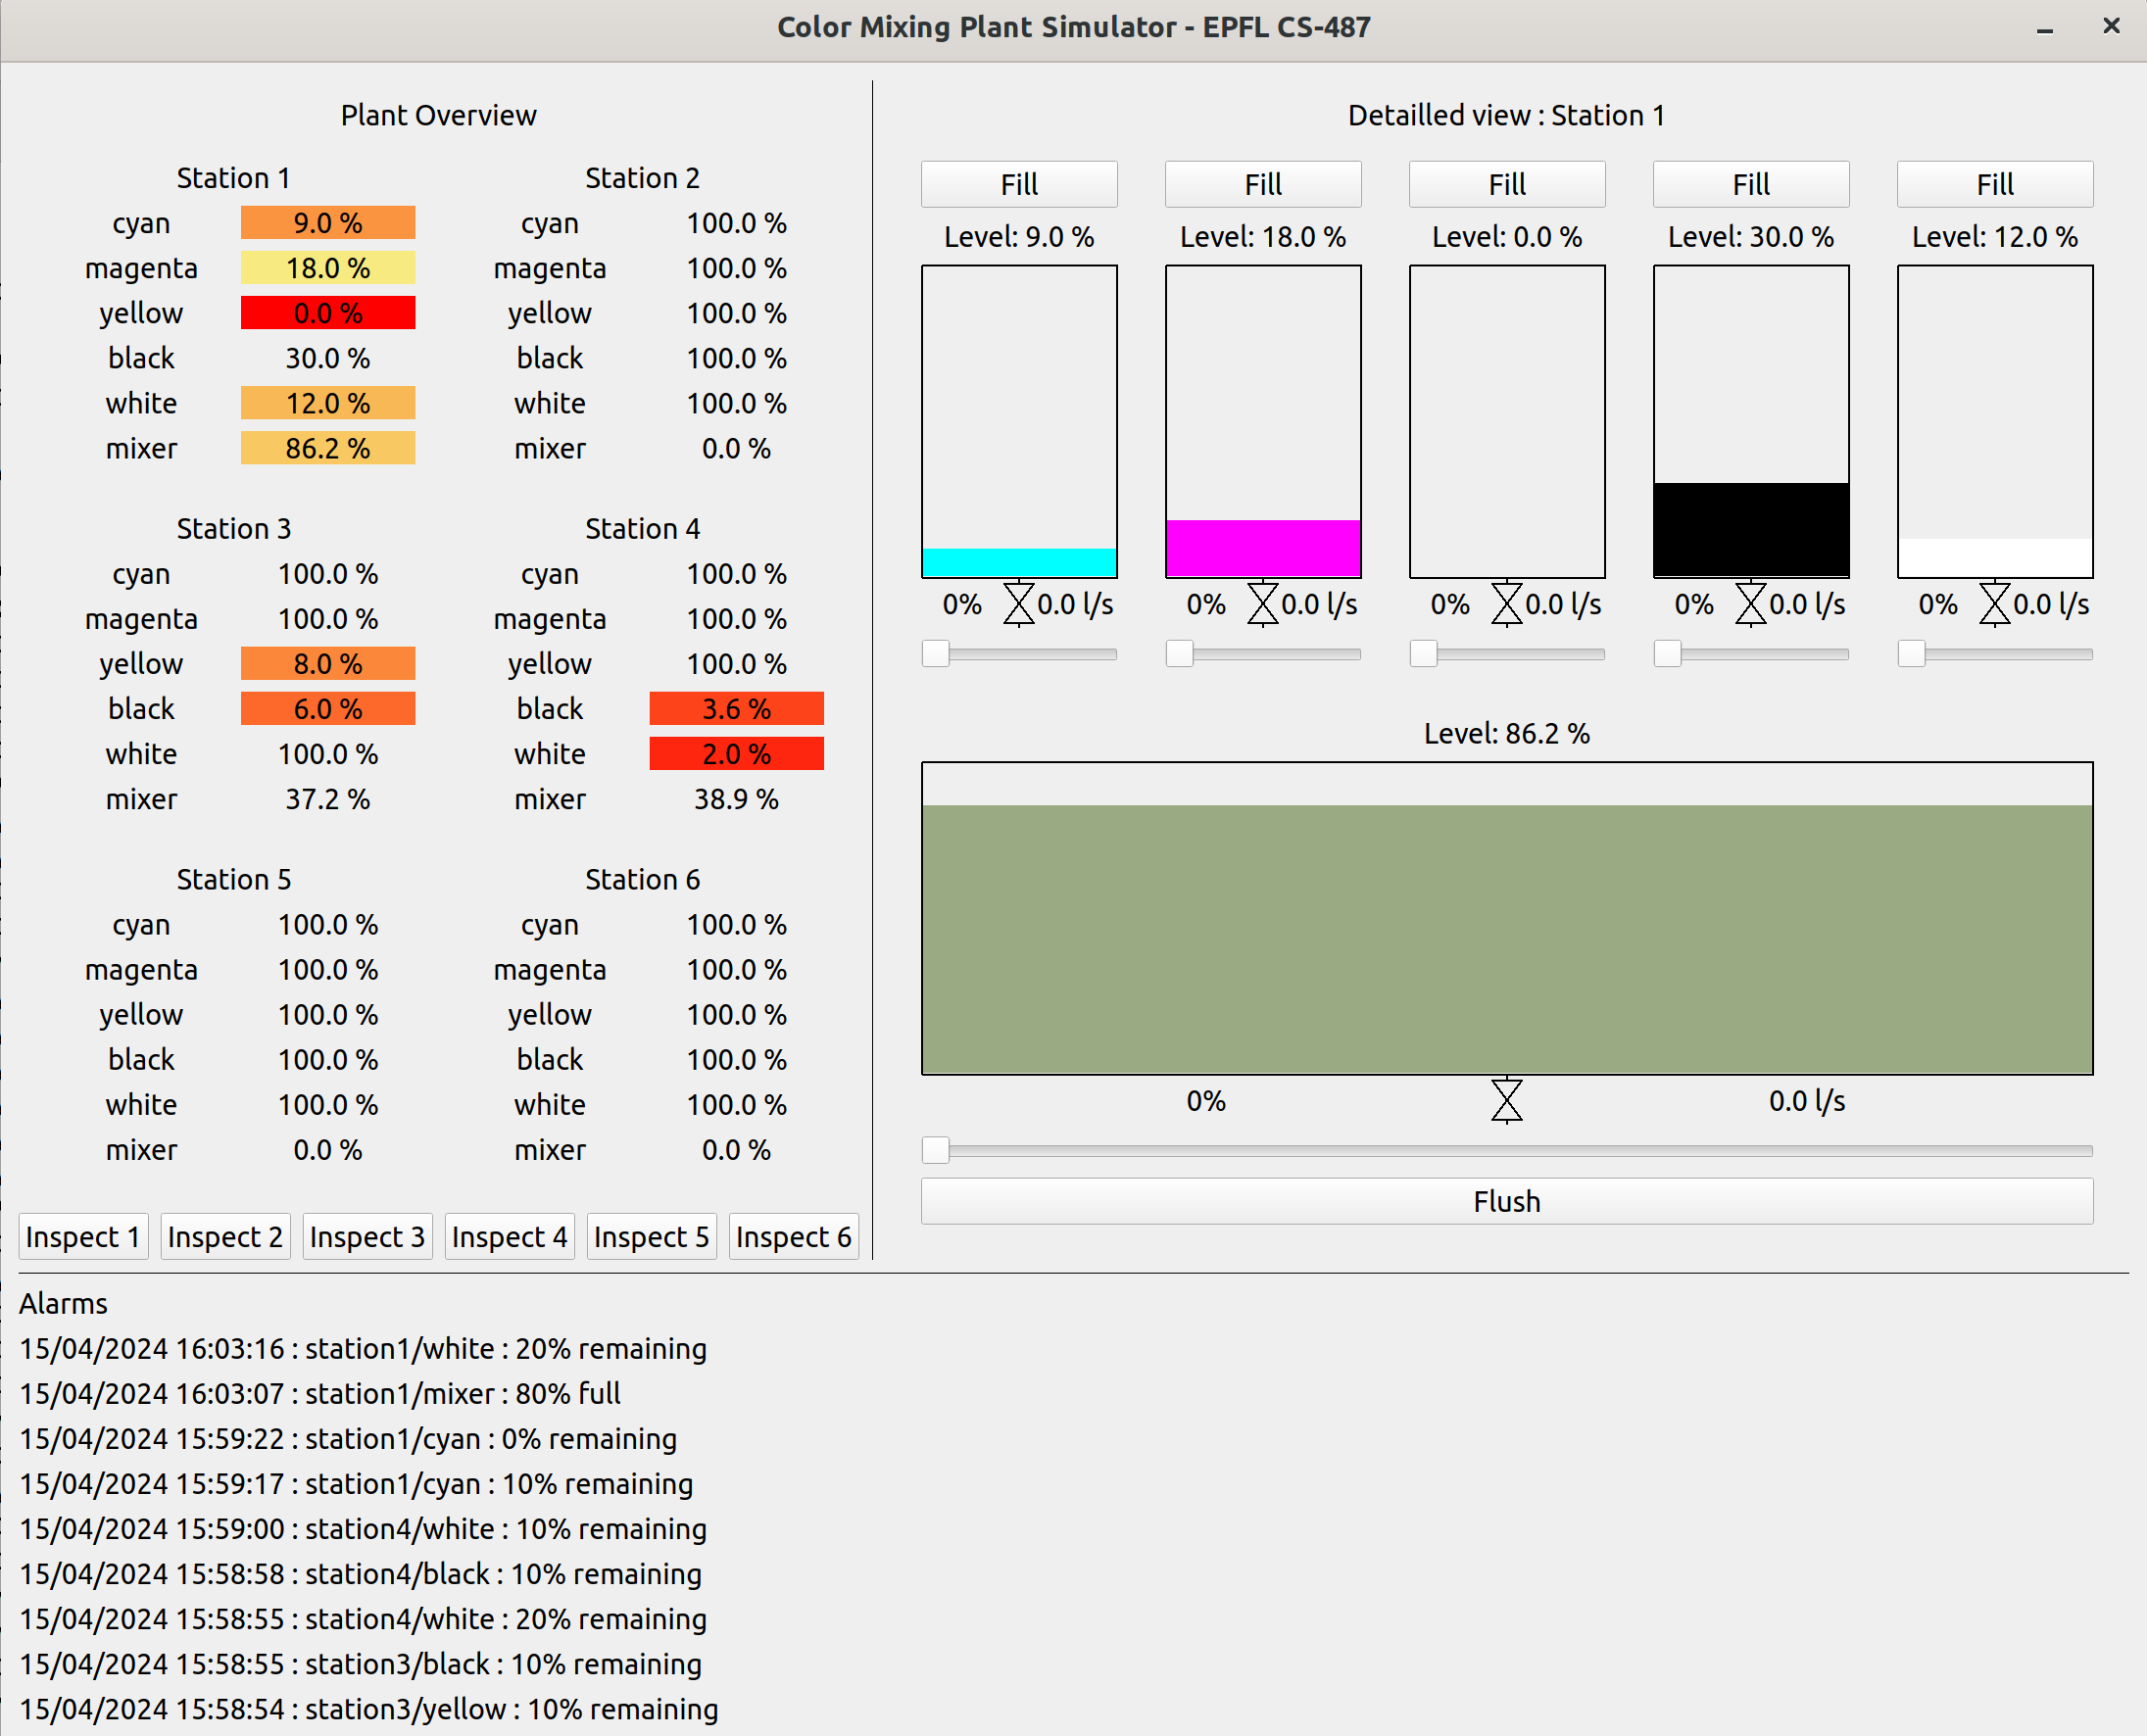 Color Mixing Plant Simulator - EPFL CS-487
Plant Overview
Station 1
cyan 9.0 %
magenta 18.0 %
yellow 0.0 %
black 30.0 %
white 12.0 %
mixer 86.2 %
Station 2
cyan 100.0 %
magenta 100.0 %
yellow 100.0 %
black 100.0 %
white 100.0 %
mixer 0.0 %
Station 3
cyan 100.0 %
magenta 100.0 %
yellow 8.0 %
black 6.0 %
white 100.0 %
mixer 37.2 %
Station 4
cyan 100.0 %
magenta 100.0 %
yellow 100.0 %
black 3.6 %
white 2.0 %
mixer 38.9 %
Station 5
cyan 100.0 %
magenta 100.0 %
yellow 100.0 %
black 100.0 %
white 100.0 %
mixer 0.0 %
Station 6
cyan 100.0 %
magenta 100.0 %
yellow 100.0 %
black 100.0 %
white 100.0 %
mixer 0.0 %
Inspect 1 Inspect 2 Inspect 3 Inspect 4 Inspect 5 Inspect 6
Detailled view : Station 1
Fill Fill Fill Fill Fill
Level: 9.0 % Level: 18.0 % Level: 0.0 % Level: 30.0 % Level: 12.0 %
0% 0.0 l/s 0% 0.0 l/s 0% 0.0 l/s 0% 0.0 l/s 0% 0.0 l/s
Level: 86.2 %
0% 0.0 l/s
Flush
Alarms
15/04/2024 16:03:16 : station1/white : 20% remaining
15/04/2024 16:03:07 : station1/mixer : 80% full
15/04/2024 15:59:22 : station1/cyan : 0% remaining
15/04/2024 15:59:17 : station1/cyan : 10% remaining
15/04/2024 15:59:00 : station4/white : 10% remaining
15/04/2024 15:58:58 : station4/black : 10% remaining
15/04/2024 15:58:55 : station4/white : 20% remaining
15/04/2024 15:58:55 : station3/black : 10% remaining
15/04/2024 15:58:54 : station3/yellow : 10% remaining